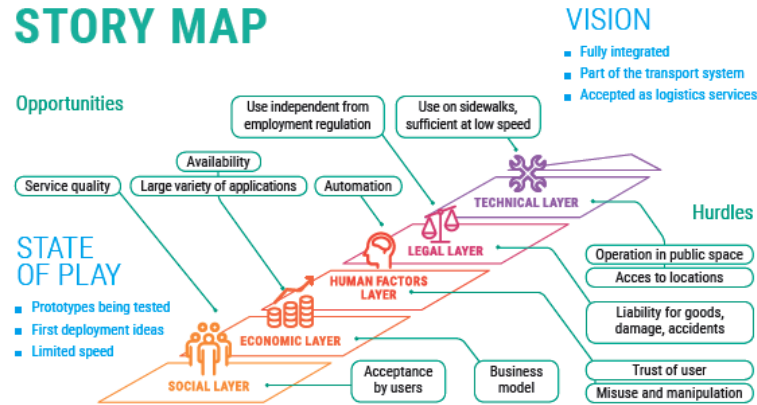 STORY MAP
VISION
Fully integrated
Part of the transport system
Accepted as logistics services
Opportunities
Use independent from
employment regulation
Use on sidewalks,
sufficient at low speed
Availability
Service quality
Large variety of applications
Automation
TECHNICAL LAYER
Hurdles
STATE
OF PLAY
Prototypes being tested
First deployment ideas
Limited speed
LEGAL LAYER
Operation in public space
Acces to locations
HUMAN FACTORS
LAYER
Liability for goods,
damage, accidents
ECONOMIC LAYER
Trust of user
Misuse and manipulation
SOCIAL LAYER
Acceptance
by users
Business
model